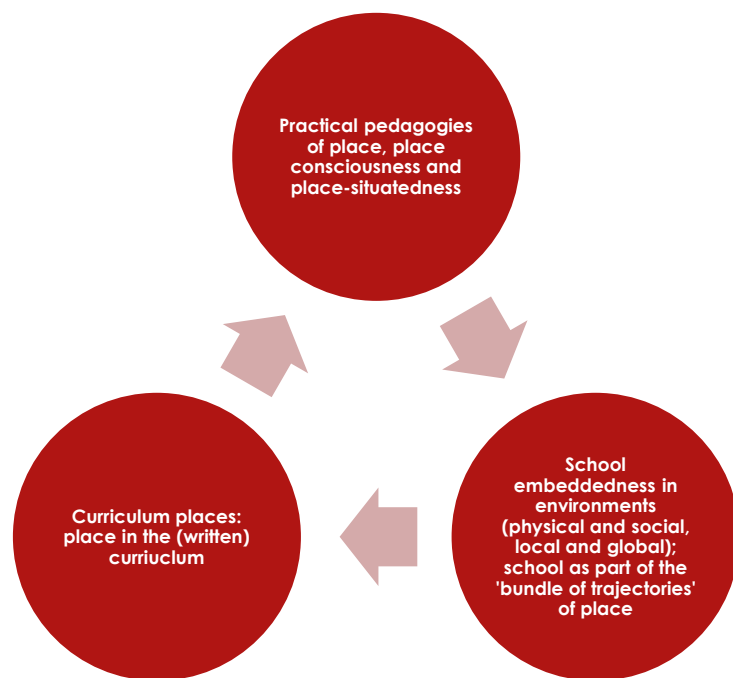 Practical pedagogies
of place, place
consciousness and
place-situatedness
School
embeddedness in
environments
(physical and social,
local and global);
school as part of the
'bundle of trajectories'
of place
Curriculum places:
place in the (written)
curriuclum